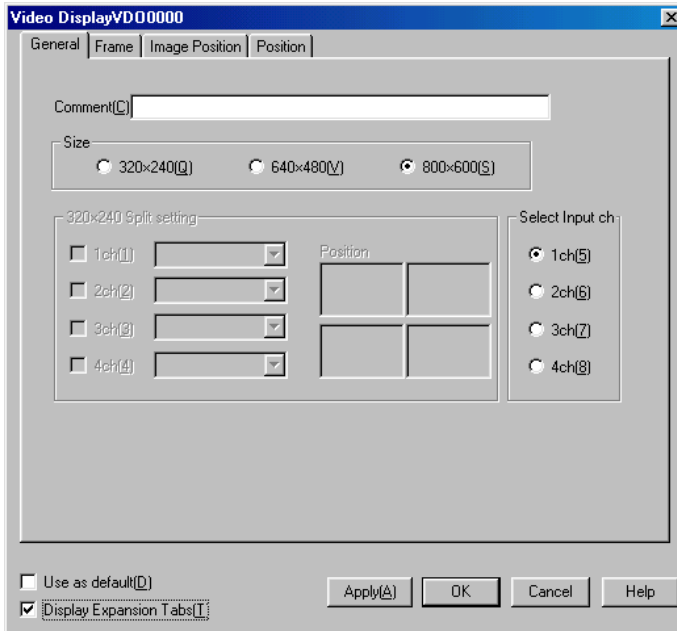 Video DisplayVDO0000
General Frame Image Position Position
Comment(C)
Size
320×240(Q) 640×480(V) 800×600(S)
320×240 Split setting
Select Input ch
1ch(1)
Position
1ch(5)
2ch(2)
2ch(6)
3ch(3)
3ch(7)
4ch(4)
4ch(8)
Use as default(D)
Display Expansion Tabs(T
Apply(A) OK Cancel Help